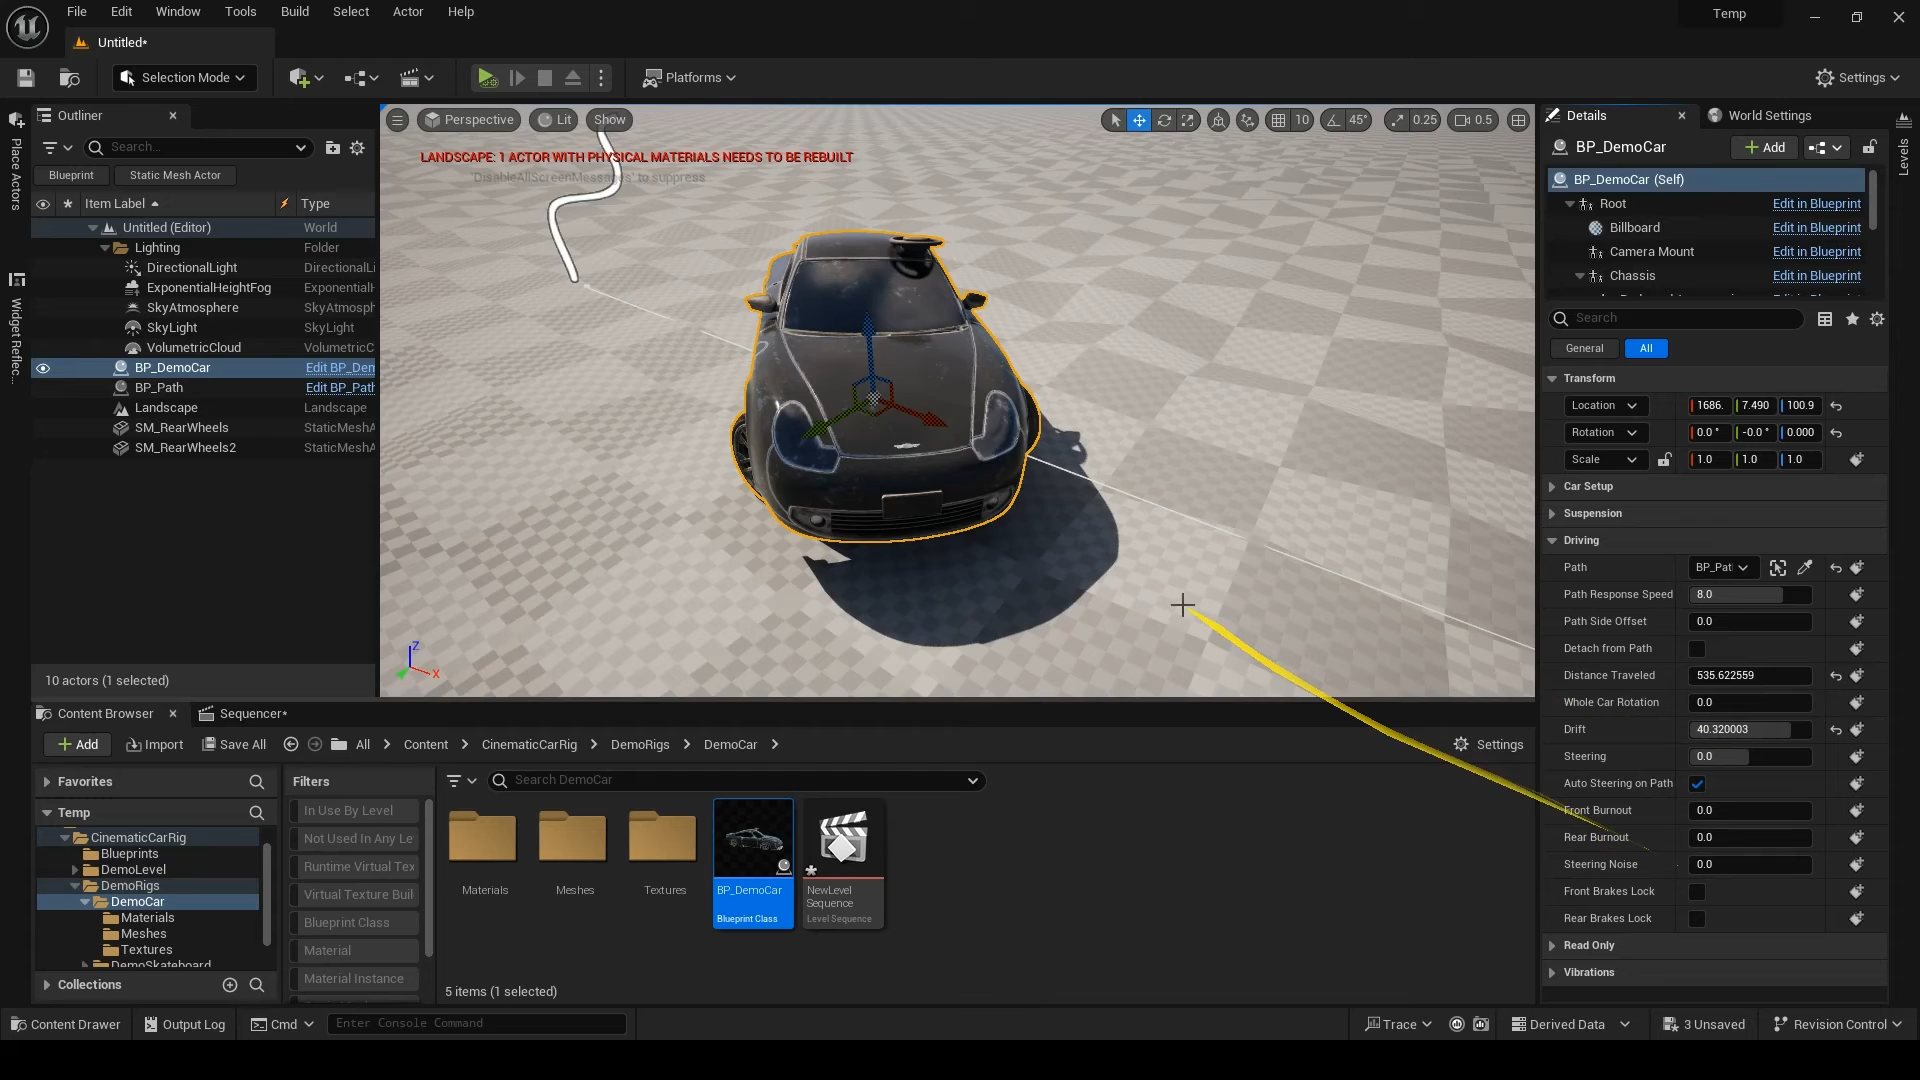 File Edit Window Tools Build Select Actor Help
Temp
Untitled*
Selection Mode
Platforms
Settings
Place Actors
Widget Reflec...
Outliner
Search...
Blueprint Static Mesh Actor
Item Label Type
Untitled (Editor) World
Lighting Folder
DirectionalLight DirectionalLi
ExponentialHeightFog ExponentialH
SkyAtmosphere SkyAtmosph
SkyLight SkyLight
VolumetricCloud VolumetricC
BP_DemoCar Edit BP_Dem
BP_Path Edit BP_Path
Landscape Landscape
SM_RearWheels StaticMeshA
SM_RearWheels2 StaticMeshA
10 actors (1 selected)
Perspective Lit Show
10 45° 0.25 0.5
LANDSCAPE: 1 ACTOR WITH PHYSICAL MATERIALS NEEDS TO BE REBUILT
'DisableAllScreenMessages' to suppress
Z
X
Details World Settings
Levels
BP_DemoCar Add
BP_DemoCar (Self)
Root Edit in Blueprint
Billboard Edit in Blueprint
Camera Mount Edit in Blueprint
Chassis Edit in Blueprint
Search
General All
Transform
Location 1686. 7.490 100.9
Rotation 0.0 ° -0.0 ° 0.000
Scale 1.0 1.0 1.0
Car Setup
Suspension
Driving
Path BP_Pat
Path Response Speed 8.0
Path Side Offset 0.0
Detach from Path
Distance Traveled 535.622559
Whole Car Rotation 0.0
Drift 40.320003
Steering 0.0
Auto Steering on Path
Front Burnout 0.0
Rear Burnout 0.0
Steering Noise 0.0
Front Brakes Lock
Rear Brakes Lock
Read Only
Vibrations
Content Browser Sequencer*
Add Import Save All All Content CinematicCarRig DemoRigs DemoCar Settings
Favorites
Temp
CinematicCarRig
Blueprints
DemoLevel
DemoRigs
DemoCar
Materials
Meshes
Textures
DemoSkateboard
Collections
Filters
In Use By Level
Not Used In Any Le
Runtime Virtual Tex
Virtual Texture Buil
Blueprint Class
Material
Material Instance
Search DemoCar
Materials
Meshes
Textures
BP_DemoCar
Blueprint Class
NewLevel
Sequence
Level Sequence
5 items (1 selected)
Content Drawer Output Log Cmd Enter Console Command Trace Derived Data 3 Unsaved Revision Control